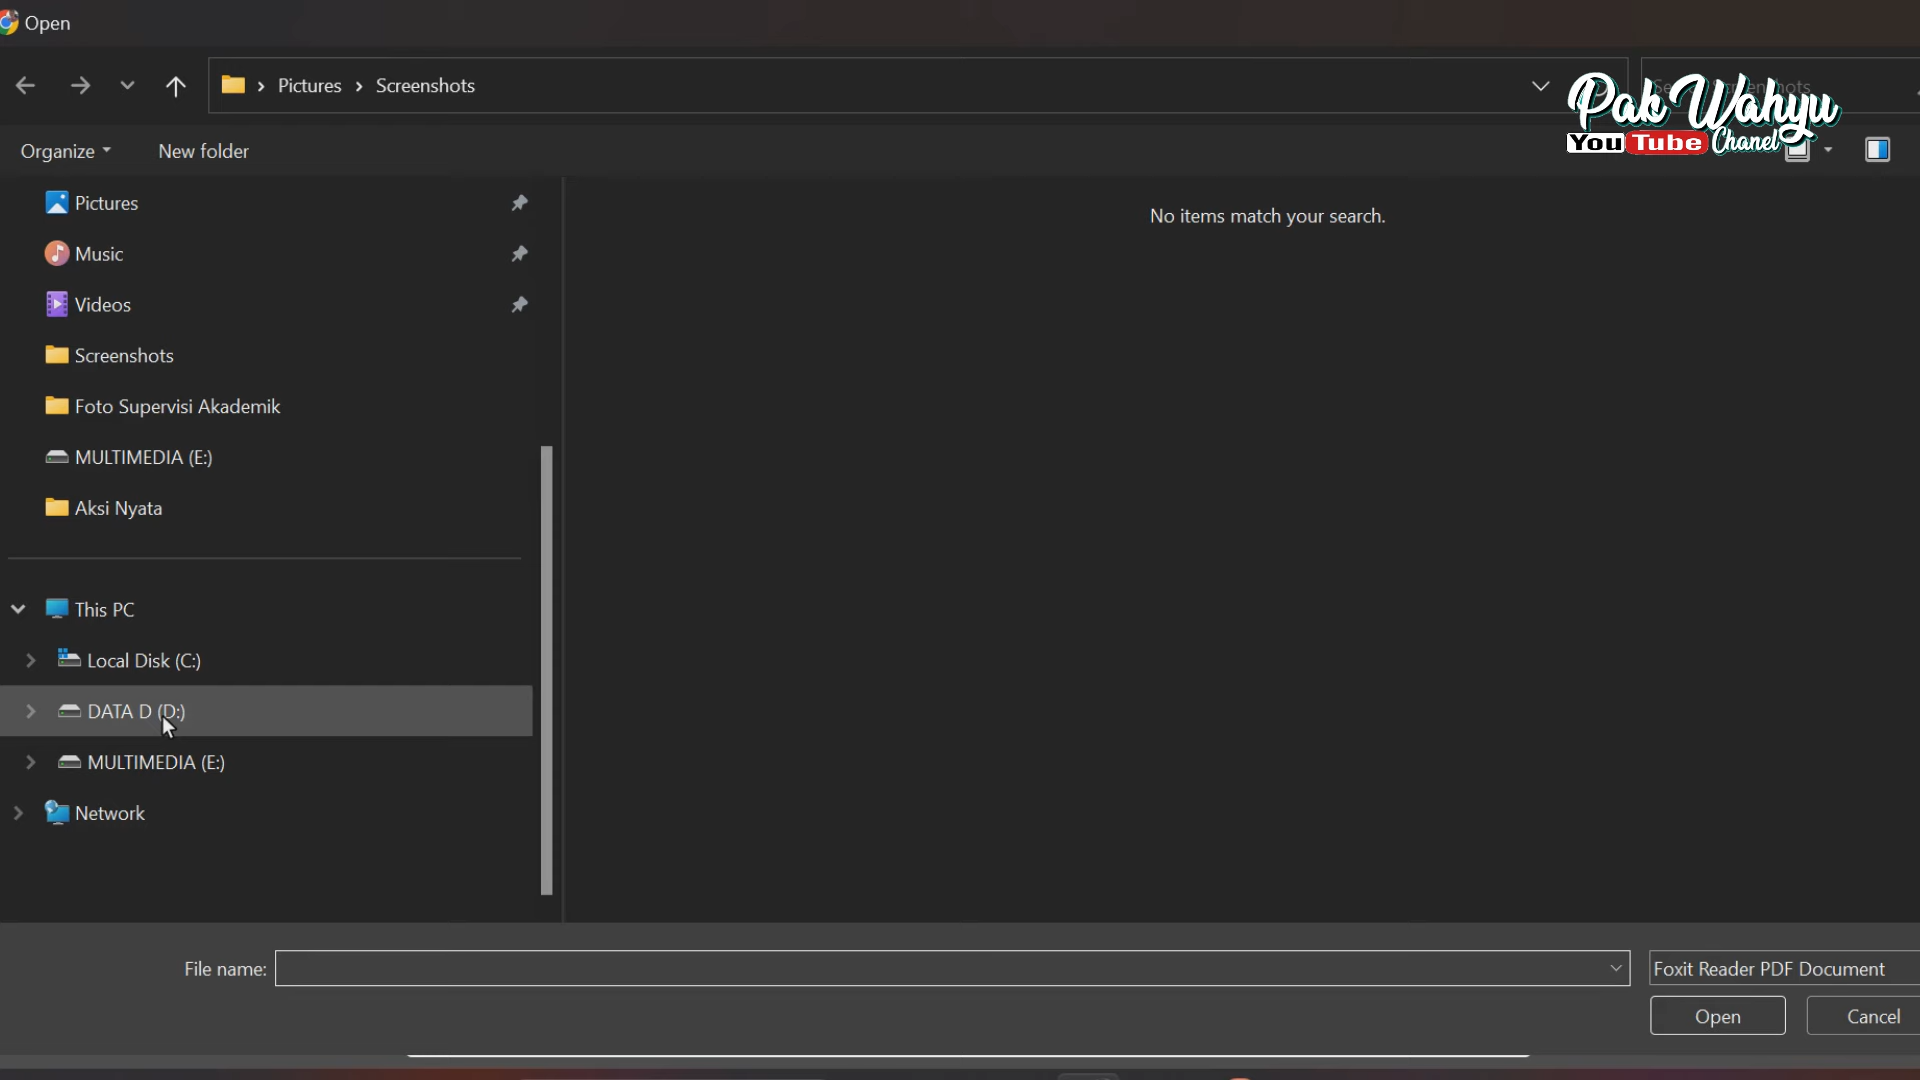 Open
Pictures
Screenshots
Pak Wahyu
YouTube Chanel
Organize
New folder
Pictures
No items match your search.
Music
Videos
Screenshots
Foto Supervisi Akademik
MULTIMEDIA (E:)
Aksi Nyata
This PC
Local Disk (C:)
DATA D (D:)
MULTIMEDIA (E:)
Network
File name:
Foxit Reader PDF Document
Open
Cancel